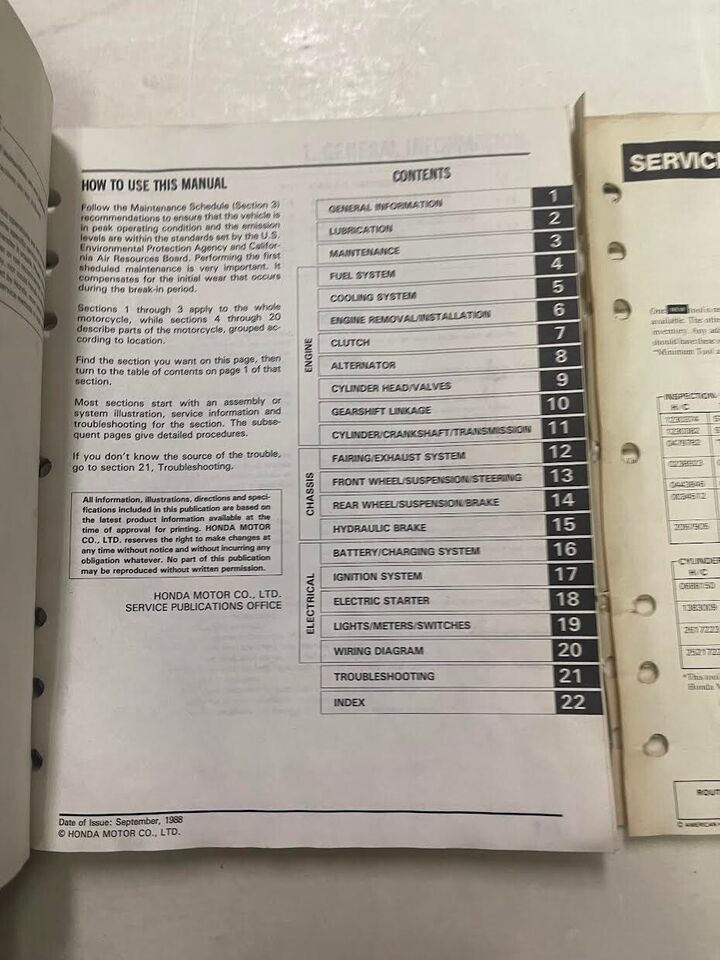 HOW TO USE THIS MANUAL
Follow the Maintenance Schedule (Section 3)
recommendations to ensure that the vehicle is
in peak operating condition and the emission
levels are within the standards set by the U.S.
Environmental Protection Agency and Califor-
nia Air Resources Board. Performing the first
sheduled maintenance is very important. It
compensates for the initial wear that occurs
during the break-in period.
Sections 1 through 3 apply to the whole
motorcycle, while sections 4 through 20
describe parts of the motorcycle, grouped ac-
cording to location.
Find the section you want on this page, then
turn to the table of contents on page 1 of that
section.
Most sections start with an assembly or
system illustration, service information and
troubleshooting for the section. The subse-
quent pages give detailed procedures.
If you don't know the source of the trouble,
go to section 21, Troubleshooting.
All information, illustrations, directions and speci-
fications included in this publication are based on
the latest product information available at the
time of approval for printing. HONDA MOTOR
CO., LTD. reserves the right to make changes at
any time without notice and without incurring any
obligation whatever. No part of this publication
may be reproduced without written permission.
HONDA MOTOR CO., LTD.
SERVICE PUBLICATIONS OFFICE
CONTENTS
GENERAL INFORMATION 1
LUBRICATION 2
MAINTENANCE 3
ENGINE
FUEL SYSTEM 4
COOLING SYSTEM 5
ENGINE REMOVAL/INSTALLATION 6
CLUTCH 7
ALTERNATOR 8
CYLINDER HEAD/VALVES 9
GEARSHIFT LINKAGE 10
CYLINDER/CRANKSHAFT/TRANSMISSION 11
CHASSIS
FAIRING/EXHAUST SYSTEM 12
FRONT WHEEL/SUSPENSION/STEERING 13
REAR WHEEL/SUSPENSION/BRAKE 14
HYDRAULIC BRAKE 15
ELECTRICAL
BATTERY/CHARGING SYSTEM 16
IGNITION SYSTEM 17
ELECTRIC STARTER 18
LIGHTS/METERS/SWITCHES 19
WIRING DIAGRAM 20
TROUBLESHOOTING 21
INDEX 22
Date of Issue: September, 1988
© HONDA MOTOR CO., LTD.
SERVICE
INSPECTION
H/C
CYLINDER
H/C
ROUT
© AMERICAN